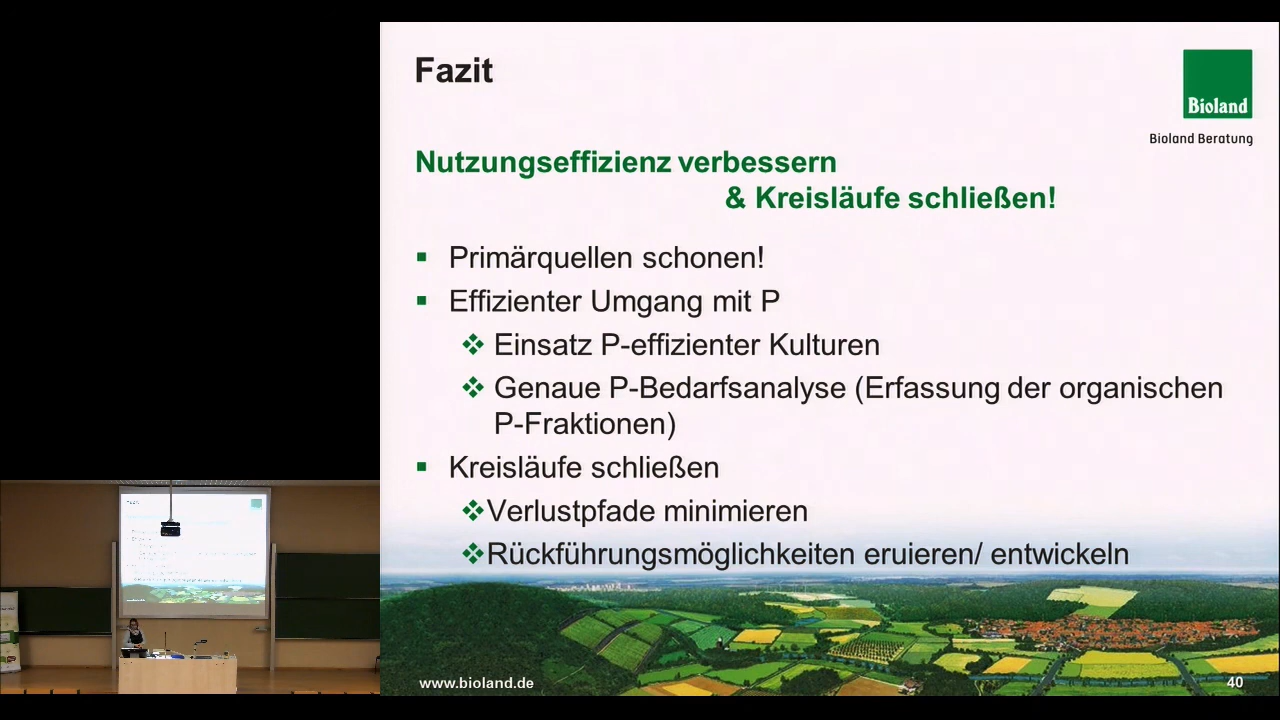 Fazit
Bioland
Bioland Beratung
Nutzungseffizienz verbessern
& Kreisläufe schließen!
Primärquellen schonen!
Effizienter Umgang mit P
Einsatz P-effizienter Kulturen
Genaue P-Bedarfsanalyse (Erfassung der organischen
P-Fraktionen)
Kreisläufe schließen
Verlustpfade minimieren
Rückführungsmöglichkeiten eruieren/ entwickeln
www.bioland.de
40